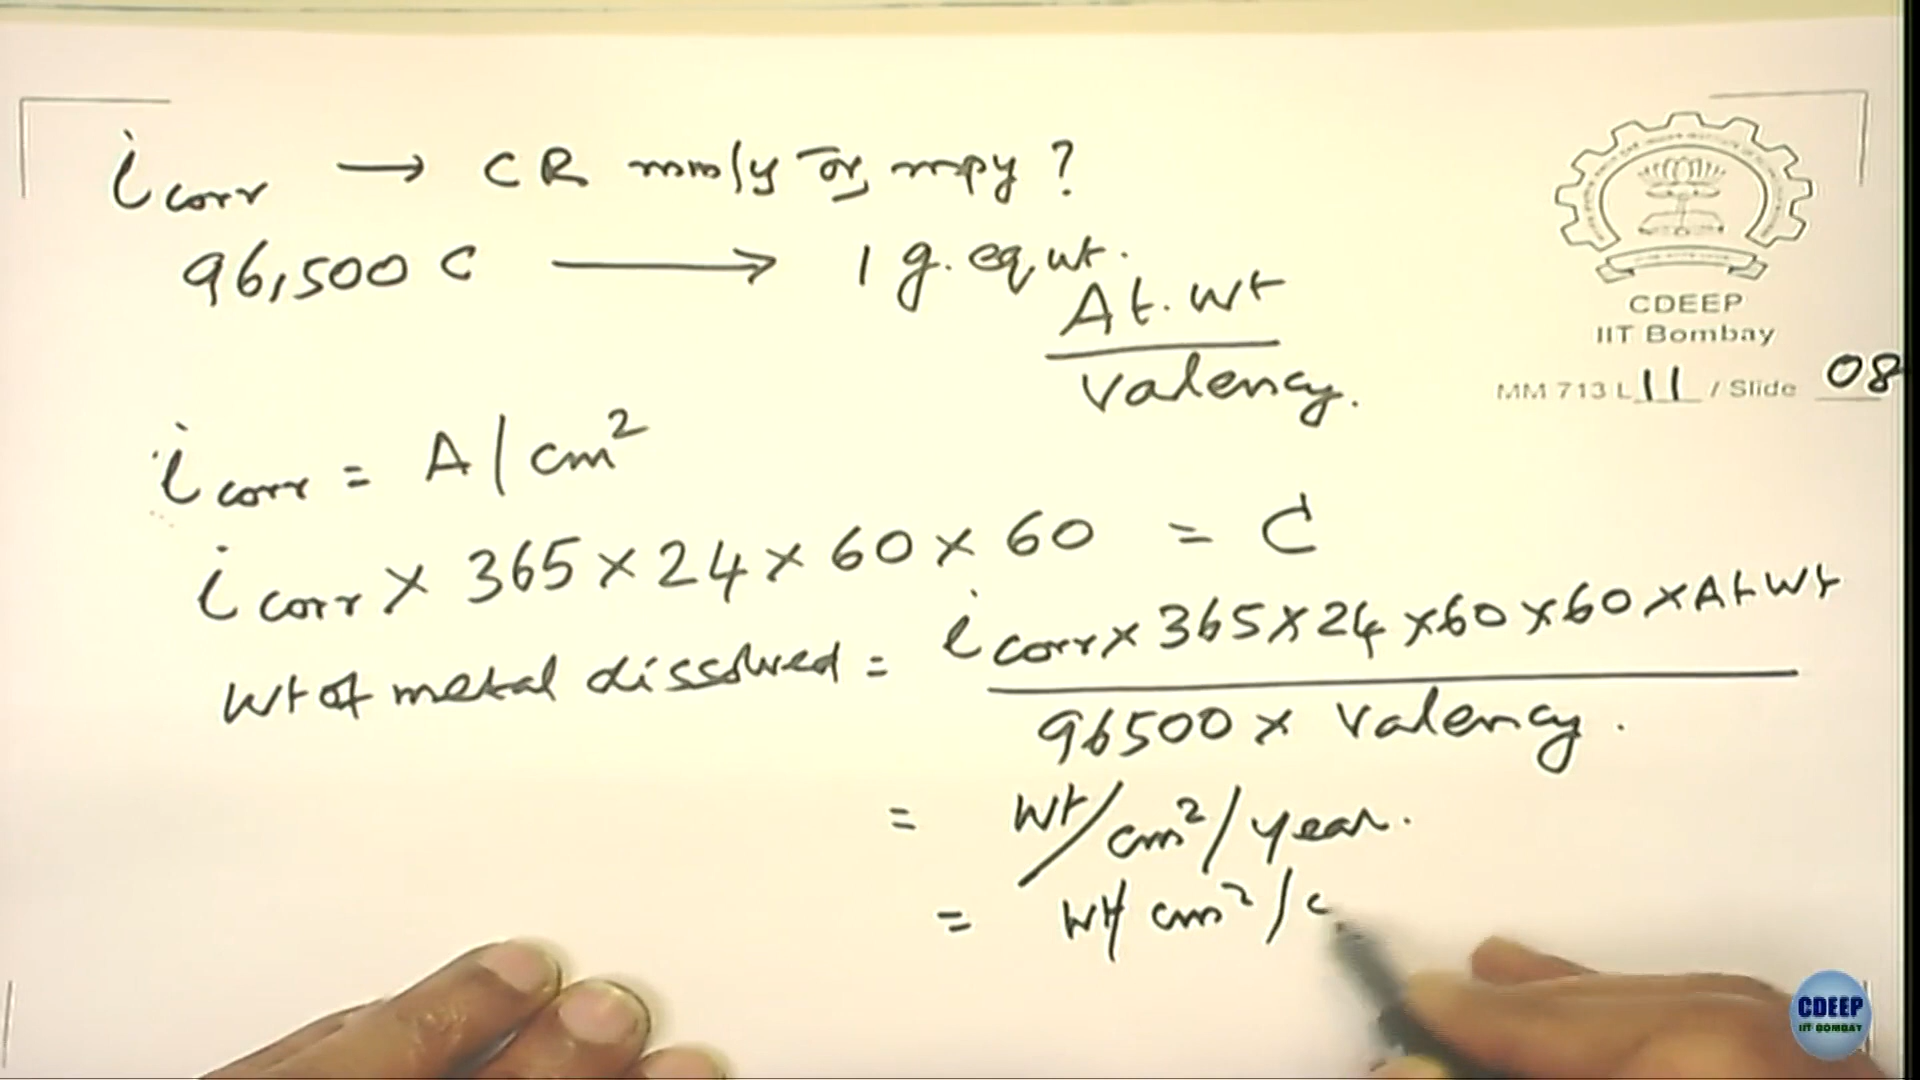 i corr → CR mm/y or mpy ?
96,500 C → 1 g. eq wt.
At. wt
valency.
CDEEP
IIT Bombay
MM 713 L 11 / Slide 08
i corr = A / cm²
i corr × 365 × 24 × 60 × 60 = C
wt of metal dissolved = i corr × 365 × 24 × 60 × 60 × At wt
96500 × valency.
= wt/cm²/year.
= wt/cm²/
CDEEP
IIT BOMBAY